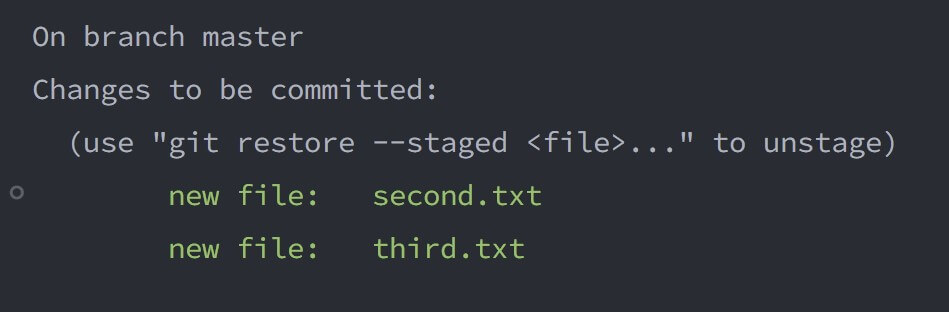 On branch master
Changes to be committed:
  (use "git restore --staged <file>..." to unstage)
        new file:   second.txt
        new file:   third.txt